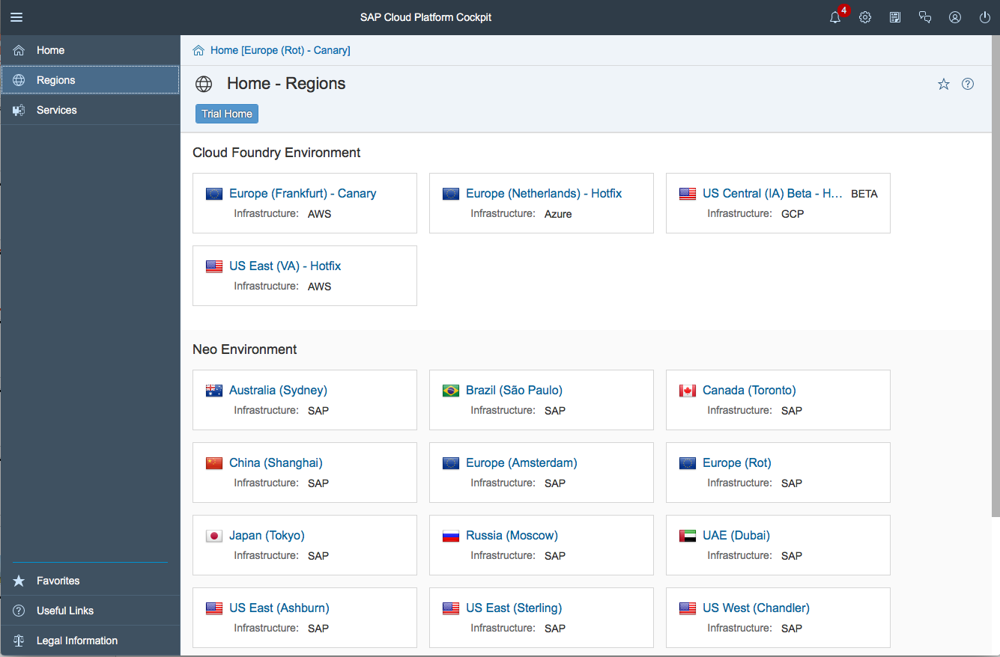 SAP Cloud Platform Cockpit
4
Home
Regions
Services
Favorites
Useful Links
Legal Information
Home [Europe (Rot) - Canary]
Home - Regions
Trial Home
Cloud Foundry Environment
Europe (Frankfurt) - Canary
Infrastructure: AWS
Europe (Netherlands) - Hotfix
Infrastructure: Azure
US Central (IA) Beta - H... BETA
Infrastructure: GCP
US East (VA) - Hotfix
Infrastructure: AWS
Neo Environment
Australia (Sydney)
Infrastructure: SAP
Brazil (São Paulo)
Infrastructure: SAP
Canada (Toronto)
Infrastructure: SAP
China (Shanghai)
Infrastructure: SAP
Europe (Amsterdam)
Infrastructure: SAP
Europe (Rot)
Infrastructure: SAP
Japan (Tokyo)
Infrastructure: SAP
Russia (Moscow)
Infrastructure: SAP
UAE (Dubai)
Infrastructure: SAP
US East (Ashburn)
Infrastructure: SAP
US East (Sterling)
Infrastructure: SAP
US West (Chandler)
Infrastructure: SAP